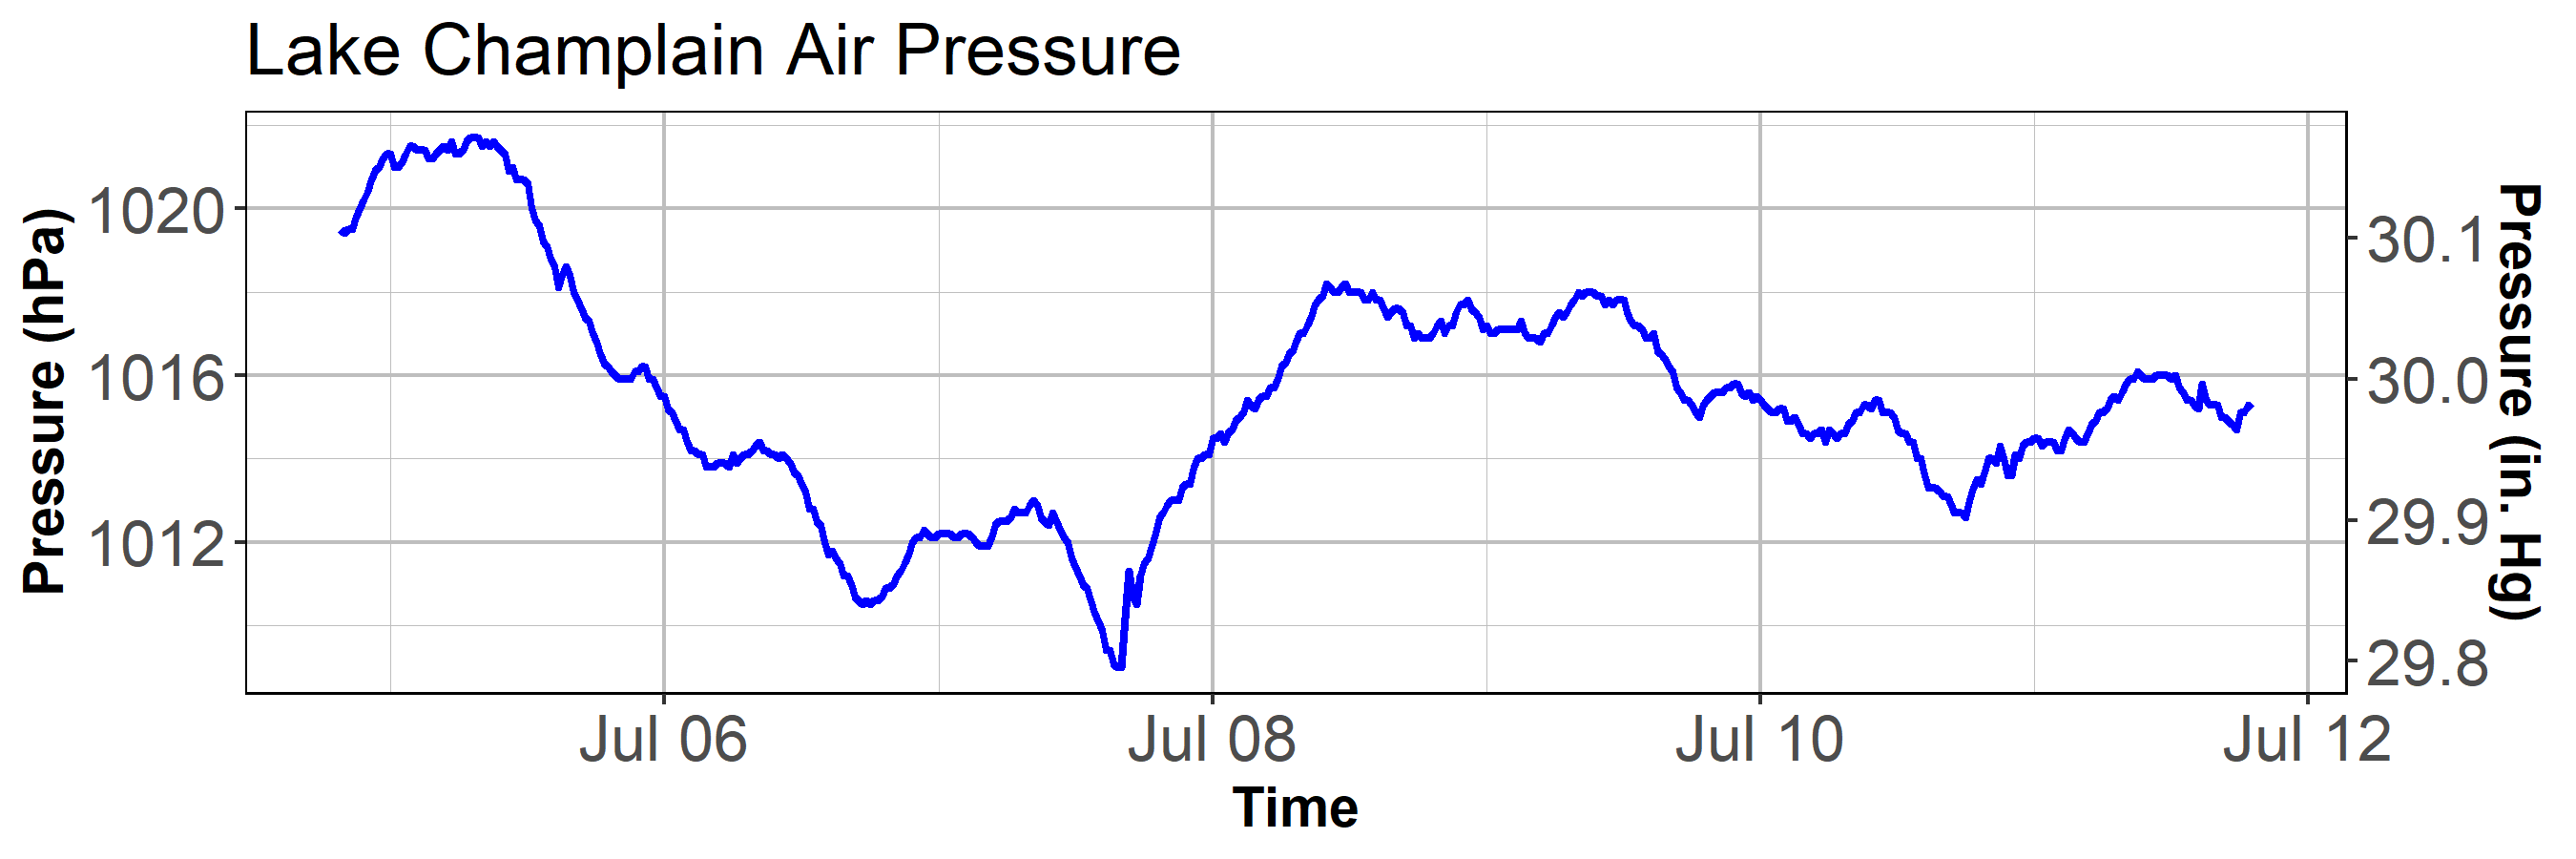 Lake Champlain Air Pressure
Pressure (hPa)
1020
1016
1012
30.1
30.0
29.9
29.8
Pressure (in. Hg)
Jul 06
Jul 08
Jul 10
Jul 12
Time